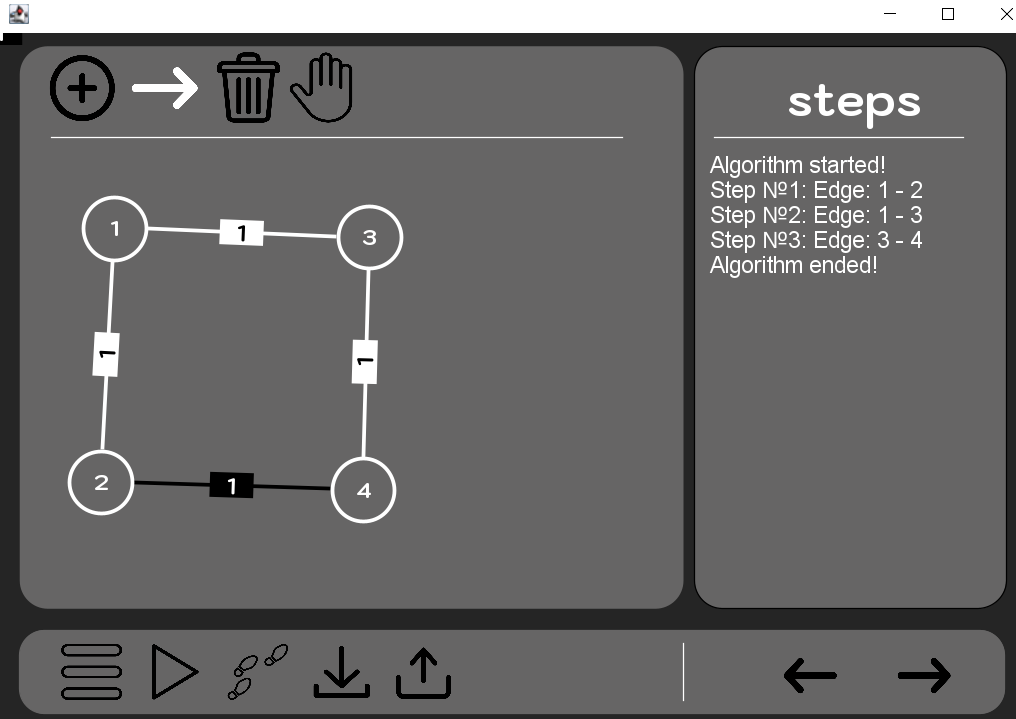 steps
Algorithm started!
Step №1: Edge: 1 - 2
Step №2: Edge: 1 - 3
Step №3: Edge: 3 - 4
Algorithm ended!
1
1
3
1
1
2
1
4